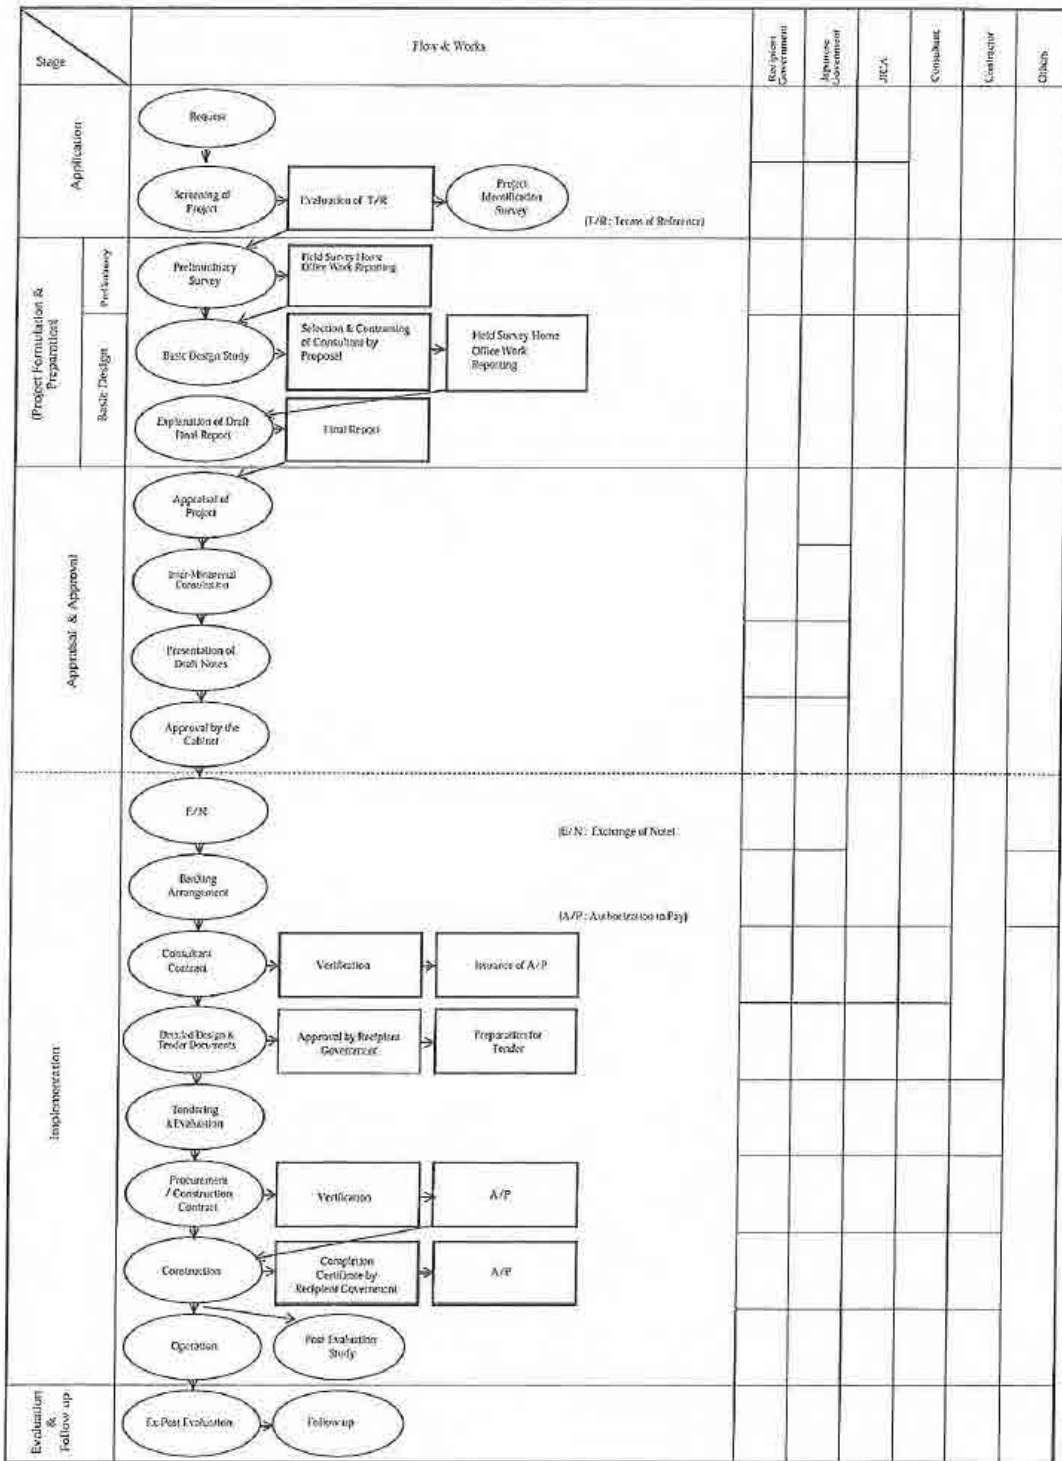 Stage
Flow & Works
Recipient
Government
Japanese
Government
JICA
Consultant
Contractor
Others
Application
Request
Screening of
Project
Evaluation of T/R
Project
Identification
Survey
(T/R : Terms of Reference)
(Project Formulation &
Preparation)
Preliminary
Survey
Field Survey Home
Office Work Reporting
Basic Design
Basic Design Study
Selection & Contracting
of Consultant by
Proposal
Field Survey Home
Office Work
Reporting
Explanation of Draft
Final Report
Final Report
Appraisal & Approval
Appraisal of
Project
Inter-Ministerial
Consultation
Presentation of
Draft Notes
Approval by the
Cabinet
Implementation
E/N
(E/N : Exchange of Note)
Banking
Arrangement
(A/P : Authorization to Pay)
Consultant
Contract
Verification
Issuance of A/P
Detailed Design &
Tender Documents
Approval by Recipient
Government
Preparation for
Tender
Tendering
& Evaluation
Procurement
/ Construction
Contract
Verification
A/P
Construction
Completion
Certificate by
Recipient Government
A/P
Operation
Post Evaluation
Study
Evaluation
&
Follow up
Ex-Post Evaluation
Follow up